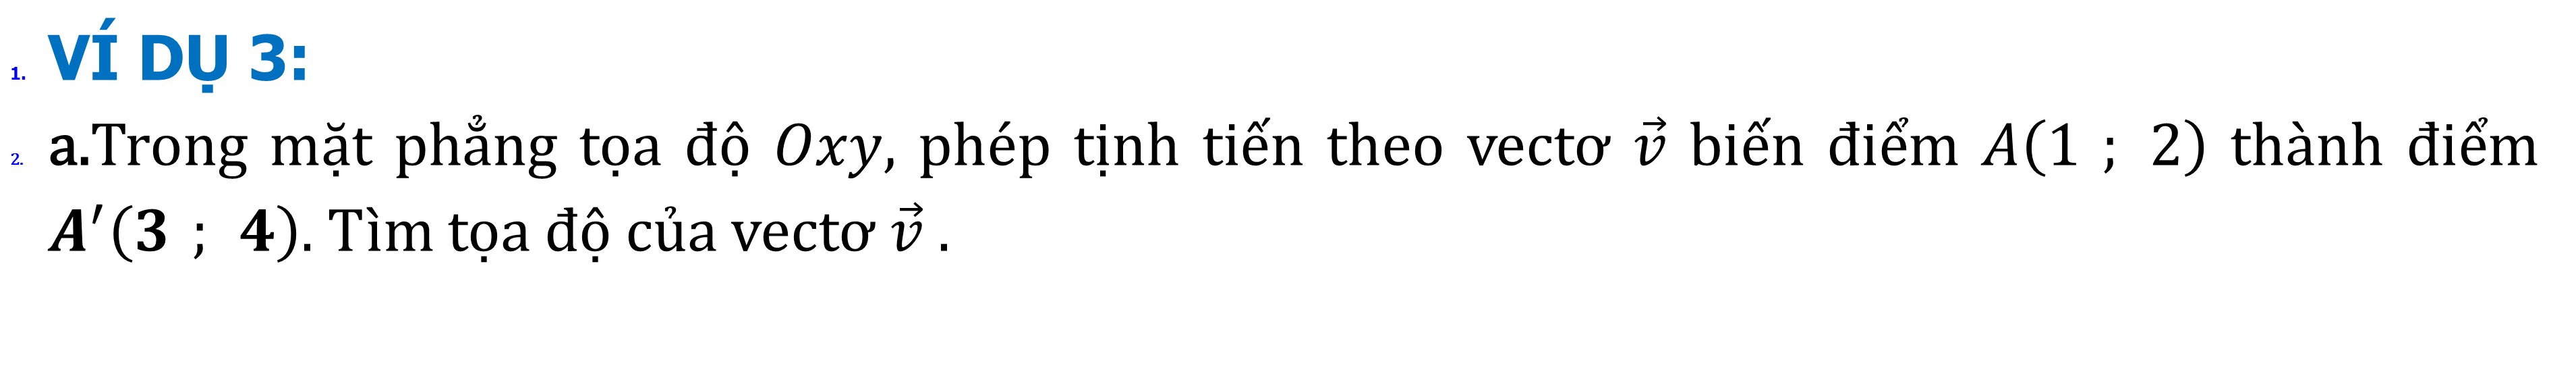 1. VÍ DỤ 3:
2. a.Trong mặt phẳng tọa độ Oxy, phép tịnh tiến theo vectơ v⃗ biến điểm A(1 ; 2) thành điểm
A′(3 ; 4). Tìm tọa độ của vectơ v⃗ .